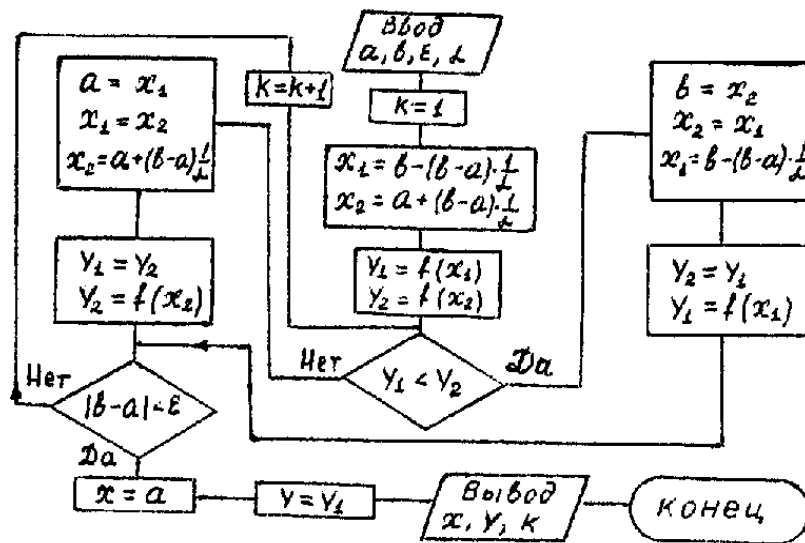 Ввод
a, b, ε, α
k=1
x₁ = b-(b-a)·1/α
x₂ = a+(b-a)·1/α
y₁ = f(x₁)
y₂ = f(x₂)
y₁ < y₂
Нет
Да
k=k+1
a = x₁
x₁ = x₂
x₂ = a+(b-a)1/α
y₁ = y₂
y₂ = f(x₂)
b = x₂
x₂ = x₁
x₁ = b-(b-a)·1/α
y₂ = y₁
y₁ = f(x₁)
Нет
|b-a|<ε
Да
x = a
y = y₁
Вывод
x, y, k
конец